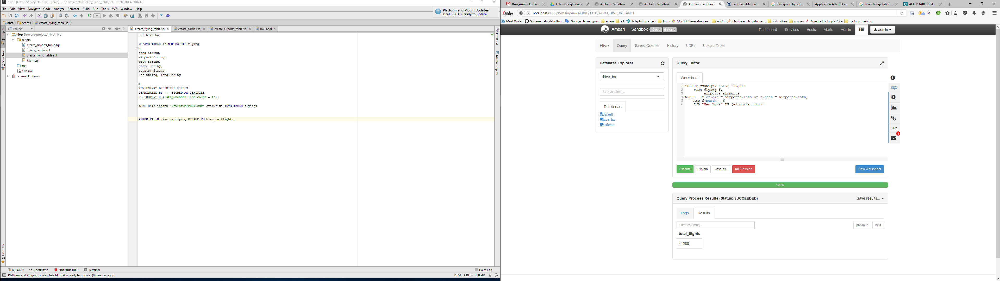 hive - [D:\work\projects\hive] - [hive] - ...\hive\scripts\create_flying_table.sql - IntelliJ IDEA 2016.1.3
File Edit View Navigate Code Analyze Refactor Build Run Tools VCS Window Help
Platform and Plugin Updates
IntelliJ IDEA is ready to update.
hive scripts create_flying_table.sql
Project
create_flying_table.sql create_carries.sql create_airports_table.sql hw-1.sql
1: Project
7: Structure
2: Favorites
hive D:\work\projects\hive\hive
scripts
create_airports_table.sql
create_carries.sql
create_flying_table.sql
hw-1.sql
src
hive.iml
External Libraries
USE hive_hw;
CREATE TABLE IF NOT EXISTS flying
(
iata String,
airport String,
city String,
state String,
country String,
lat String, long String
)
ROW FORMAT DELIMITED FIELDS
TERMINATED BY ',' STORED AS TEXTFILE
TBLPROPERTIES('skip.header.line.count'='1');
LOAD DATA inpath '/hw/hive/2007.csv' overwrite INTO TABLE flying;
ALTER TABLE hive_hw.flying RENAME TO hive_hw.flights;
Ant Build
Maven Projects
6: TODO CheckStyle FindBugs-IDEA Terminal Event Log
Platform and Plugin Updates: IntelliJ IDEA is ready to update. (8 minutes ago) 20:54 CRLF UTF-8
Входящие - l.g.bal... HW – Google Диск Ambari - Sandbox Ambari - Sandbox Ambari - Sandbox LanguageManual ... hive group by sort... Application Attempt a... hive change table ... ALTER TABLE Stat...
Yandex localhost:8080/#/main/views/HIVE/1.0.0/AUTO_HIVE_INSTANCE 18
Most Visited SFGameDataEditor/bin... Google Переводчик epam elk Adaptation - Task linux 18.7.3.1. Generating an... win10 Elasticsearch in docker... virtual box maven Apache Hadoop 2.7.2 – hadoop_training
Ambari Sandbox 0 ops 0 alerts Dashboard Services Hosts Alerts Admin admin
Hive Query Saved Queries History UDFs Upload Table
Database Explorer
hive_hw
Search tables...
Databases
default
hive_hw
xademo
Query Editor
Worksheet
1 SELECT COUNT(*) total_flights
2 FROM flying f,
3 airports airports
4 WHERE (f.origin = airports.iata or f.dest = airports.iata)
5 AND f.month = 6
6 AND "New York" IN (airports.city);
SQL
TEZ
4
Execute Explain Save as... Kill Session New Worksheet
100%
Query Process Results (Status: SUCCEEDED) Save results...
Logs Results
Filter columns... previous next
total_flights
41280